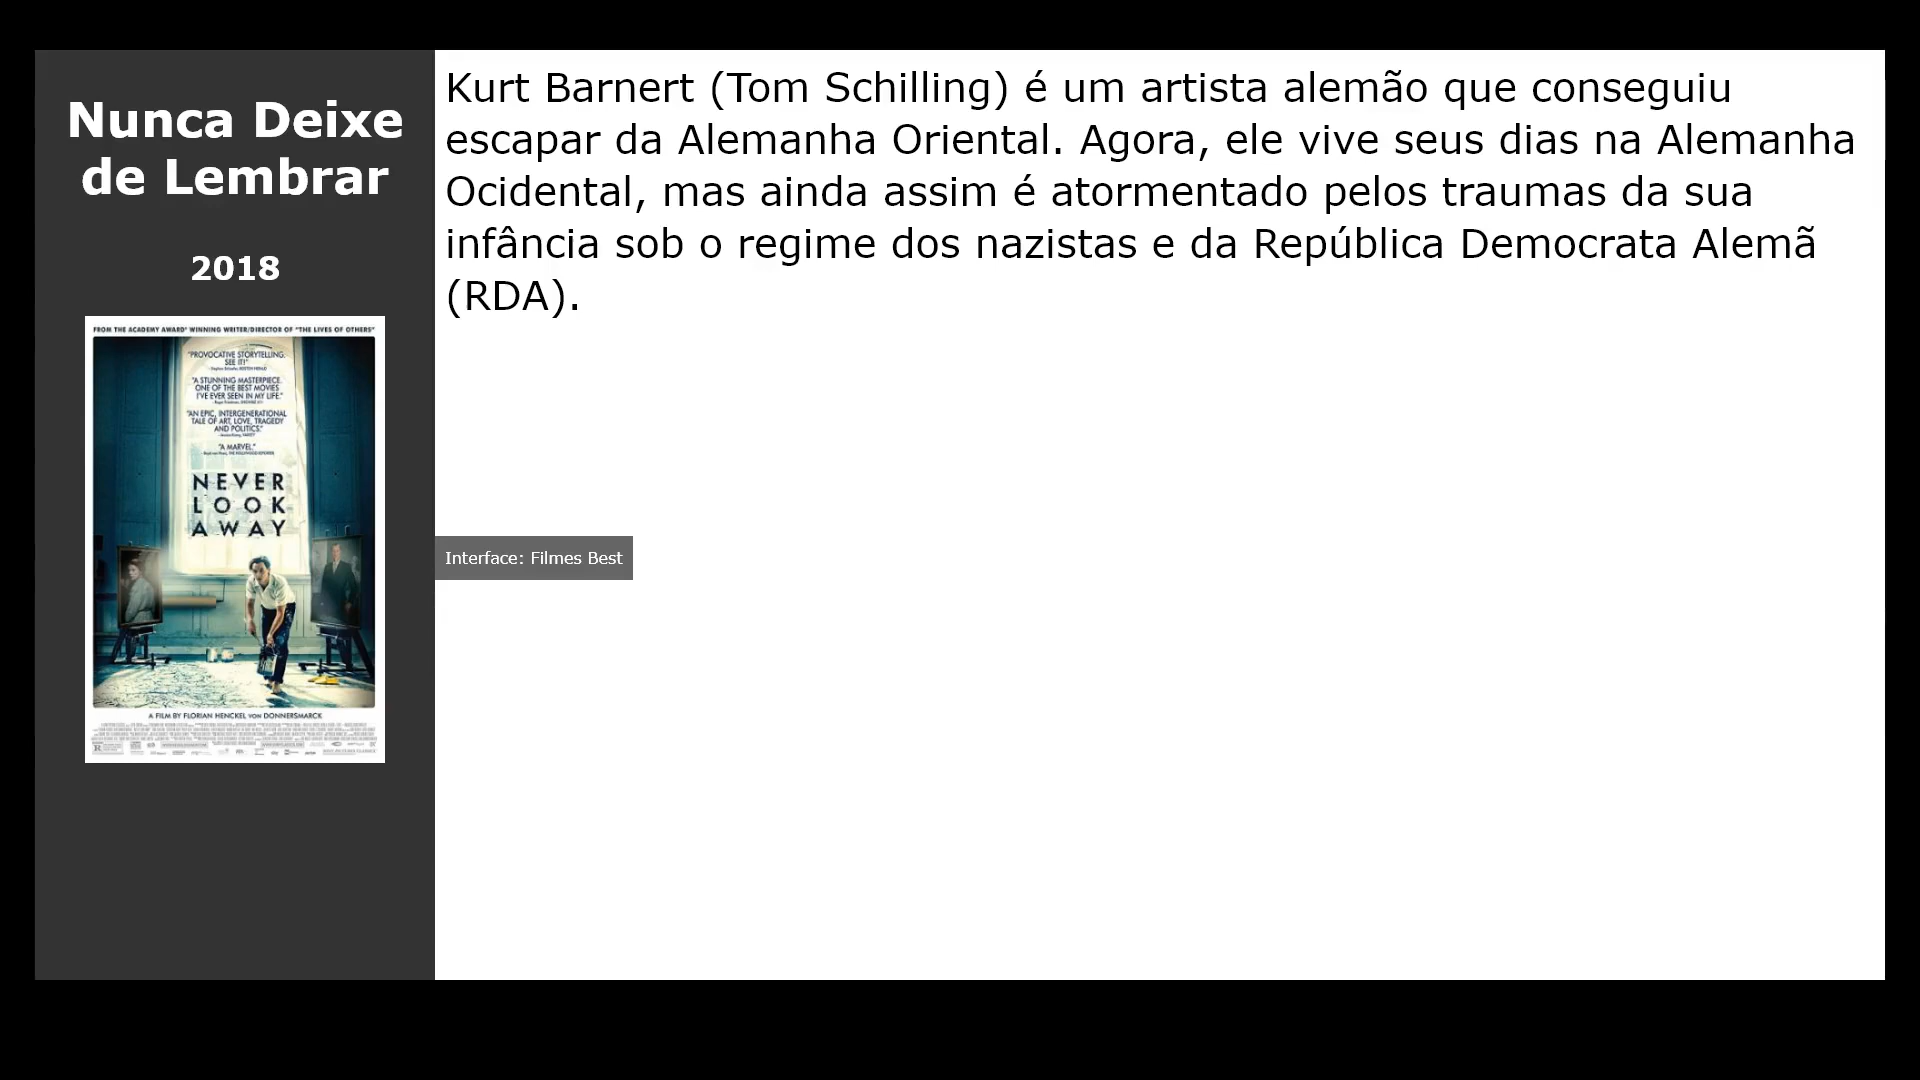 Nunca Deixe
de Lembrar
2018
FROM THE ACADEMY AWARD® WINNING WRITER/DIRECTOR OF "THE LIVES OF OTHERS"
"PROVOCATIVE STORYTELLING.
SEE IT!"
"A STUNNING MASTERPIECE.
ONE OF THE BEST MOVIES
I'VE EVER SEEN IN MY LIFE."
"AN EPIC, INTERGENERATIONAL
TALE OF ART, LOVE, TRAGEDY
AND POLITICS."
"A MARVEL."
NEVER
LOOK
AWAY
A FILM BY FLORIAN HENCKEL VON DONNERSMARCK
Kurt Barnert (Tom Schilling) é um artista alemão que conseguiu
escapar da Alemanha Oriental. Agora, ele vive seus dias na Alemanha
Ocidental, mas ainda assim é atormentado pelos traumas da sua
infância sob o regime dos nazistas e da República Democrata Alemã
(RDA).
Interface: Filmes Best